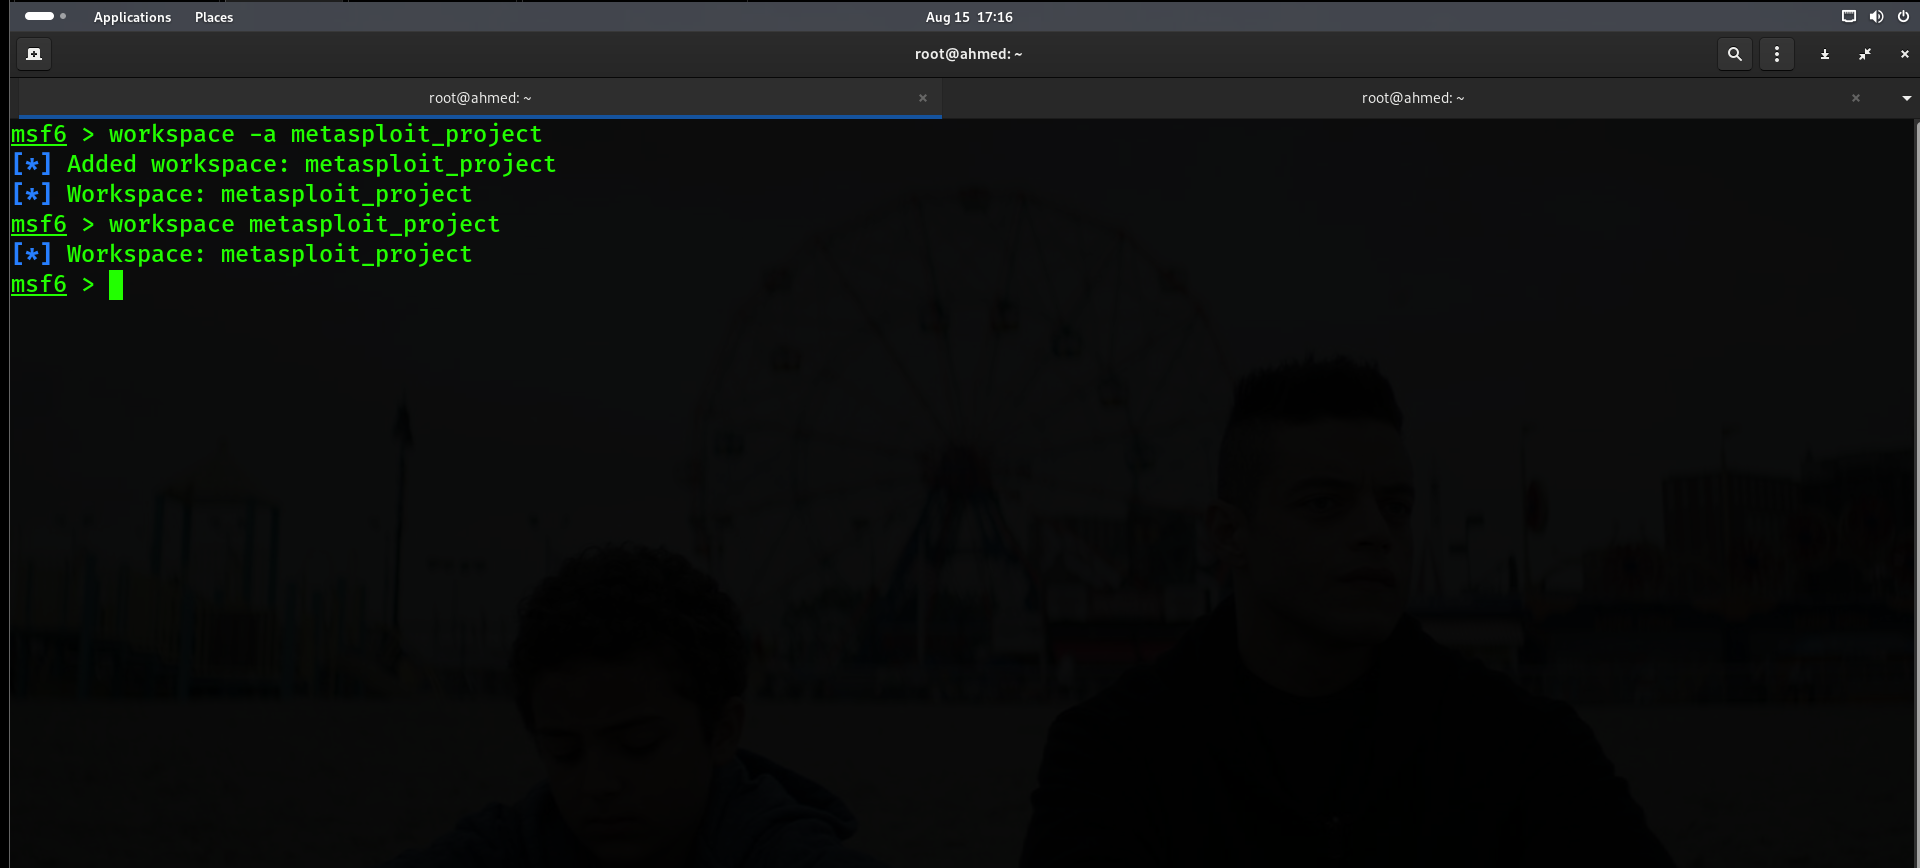 Applications Places Aug 15 17:16
root@ahmed: ~
root@ahmed: ~ root@ahmed: ~
msf6 > workspace -a metasploit_project
[*] Added workspace: metasploit_project
[*] Workspace: metasploit_project
msf6 > workspace metasploit_project
[*] Workspace: metasploit_project
msf6 >